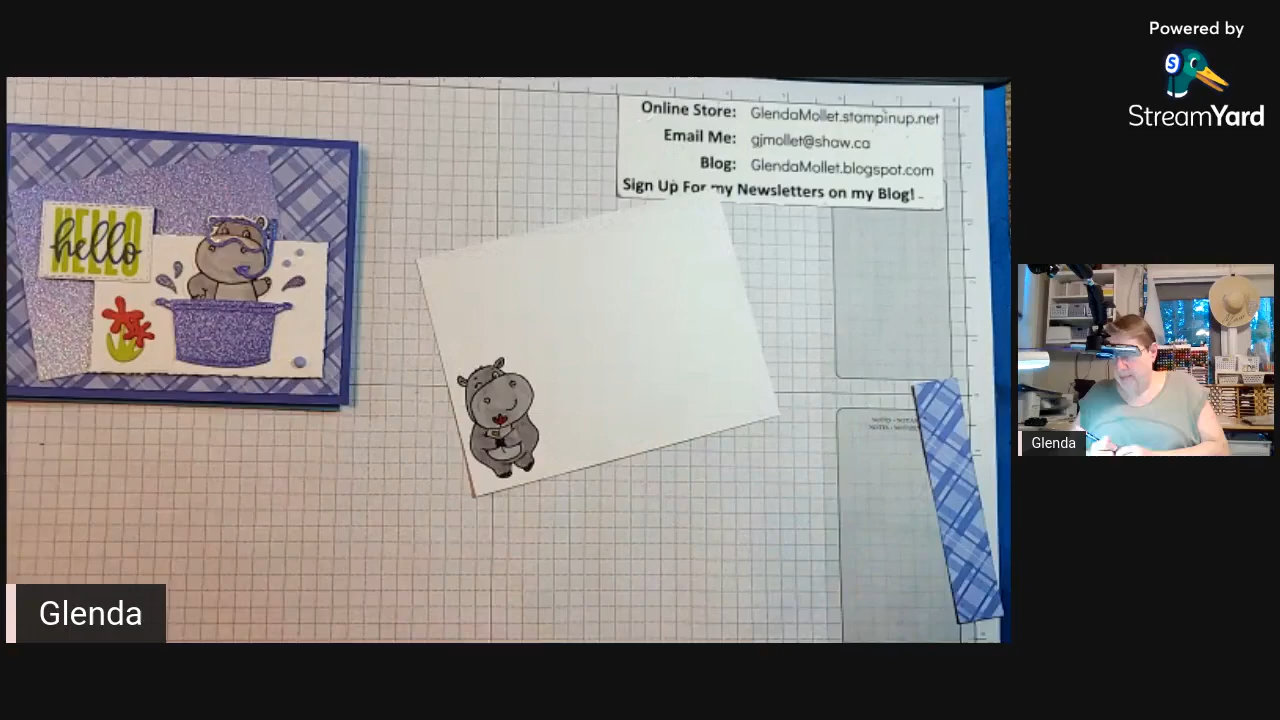 Powered by
StreamYard
Online Store: GlendaMollet.stampinup.net
Email Me: gjmollet@shaw.ca
Blog: GlendaMollet.blogspot.com
Sign Up For my Newsletters on my Blog!
HELLO
hello
Glenda
Glenda